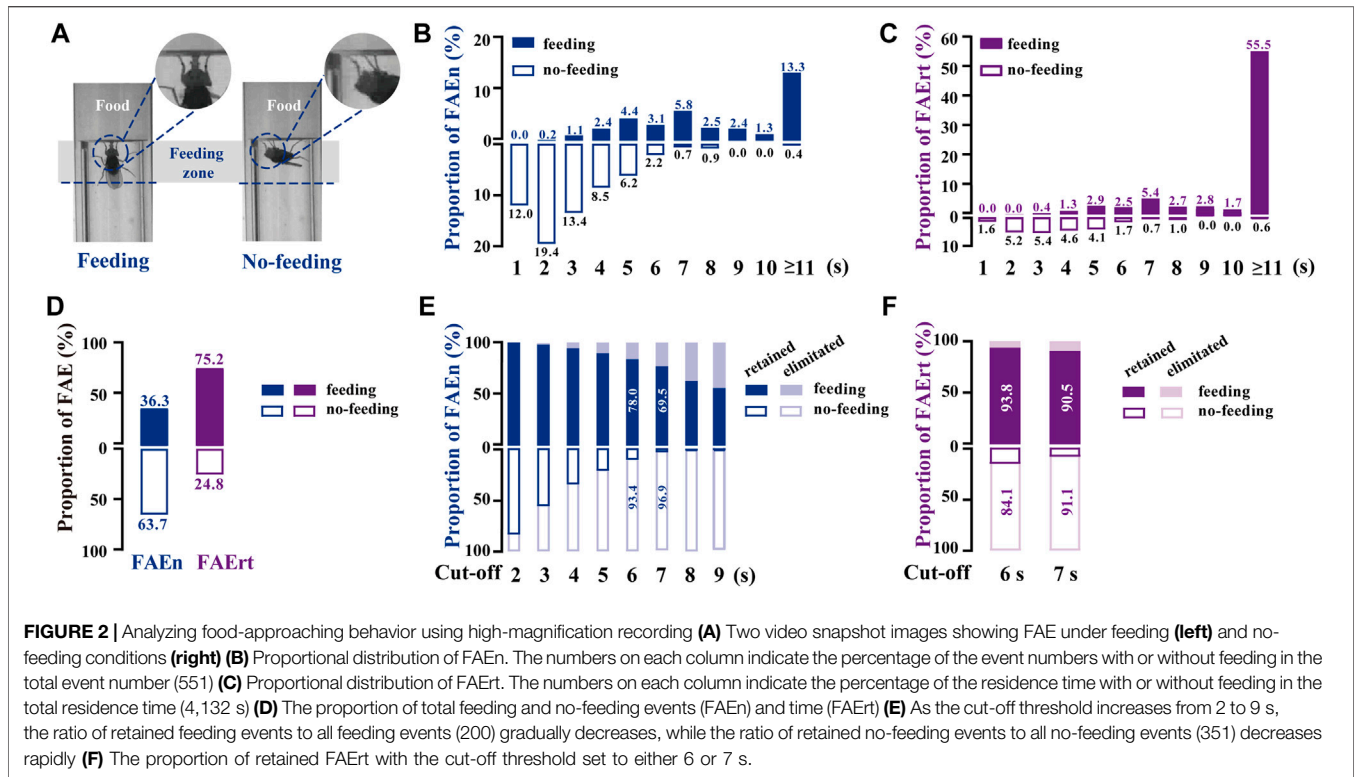 A
Food
Feeding
zone
Feeding
No-feeding
B
Proportion of FAEn (%)
20
10
0
10
20
feeding
no-feeding
0.0 0.2 1.1 2.4 4.4 3.1 5.8 2.5 2.4 1.3 13.3
12.0 19.4 13.4 8.5 6.2 2.2 0.7 0.9 0.0 0.0 0.4
1 2 3 4 5 6 7 8 9 10 ≥11 (s)
C
Proportion of FAErt (%)
60
50
40
30
20
10
0
10
feeding
no-feeding
0.0 0.0 0.4 1.3 2.9 2.5 5.4 2.7 2.8 1.7 55.5
1.6 5.2 5.4 4.6 4.1 1.7 0.7 1.0 0.0 0.0 0.6
1 2 3 4 5 6 7 8 9 10 ≥11 (s)
D
Proportion of FAE (%)
100
50
0
50
100
36.3 75.2
63.7 24.8
FAEn FAErt
feeding
no-feeding
E
Proportion of FAEn (%)
100
50
0
50
100
78.0 69.5
93.4 96.9
Cut-off 2 3 4 5 6 7 8 9 (s)
retained elimitated
feeding
no-feeding
F
Proportion of FAErt (%)
100
50
0
50
100
93.8 90.5
84.1 91.1
Cut-off 6 s 7 s
retained elimitated
feeding
no-feeding
FIGURE 2 | Analyzing food-approaching behavior using high-magnification recording (A) Two video snapshot images showing FAE under feeding (left) and no-
feeding conditions (right) (B) Proportional distribution of FAEn. The numbers on each column indicate the percentage of the event numbers with or without feeding in the
total event number (551) (C) Proportional distribution of FAErt. The numbers on each column indicate the percentage of the residence time with or without feeding in the
total residence time (4,132 s) (D) The proportion of total feeding and no-feeding events (FAEn) and time (FAErt) (E) As the cut-off threshold increases from 2 to 9 s,
the ratio of retained feeding events to all feeding events (200) gradually decreases, while the ratio of retained no-feeding events to all no-feeding events (351) decreases
rapidly (F) The proportion of retained FAErt with the cut-off threshold set to either 6 or 7 s.